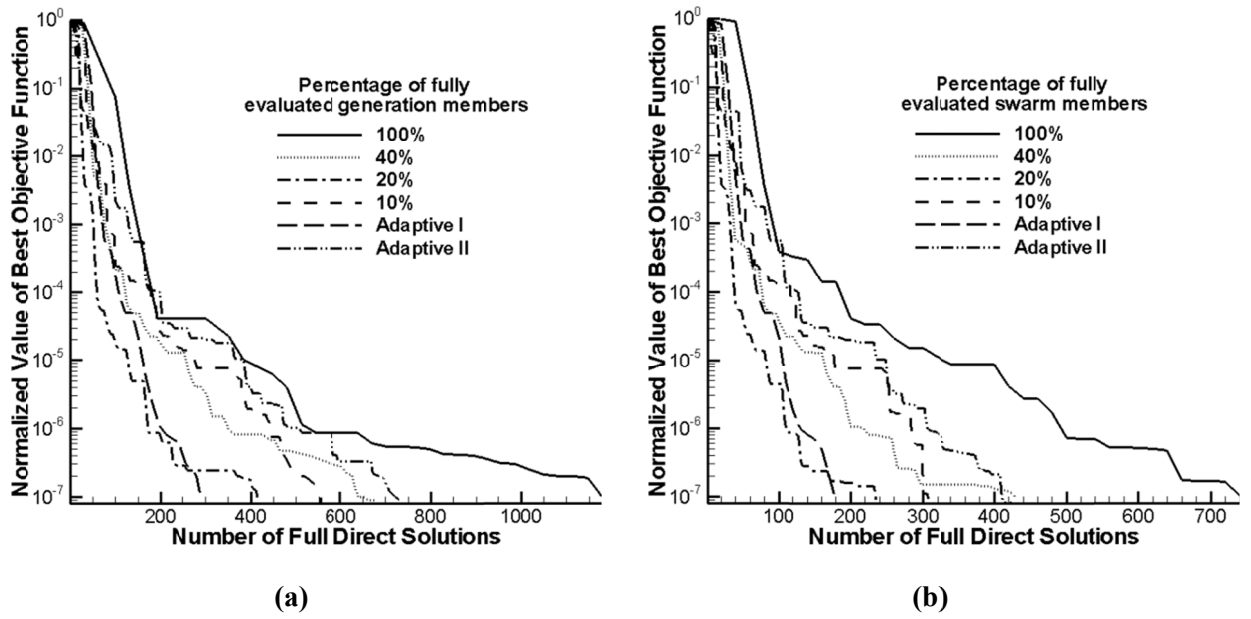 Normalized Value of Best Objective Function
10^0
10^-1
10^-2
10^-3
10^-4
10^-5
10^-6
10^-7
Percentage of fully
evaluated generation members
100%
40%
20%
10%
Adaptive I
Adaptive II
200 400 600 800 1000
Number of Full Direct Solutions
(a)
Normalized Value of Best Objective Function
10^0
10^-1
10^-2
10^-3
10^-4
10^-5
10^-6
10^-7
Percentage of fully
evaluated swarm members
100%
40%
20%
10%
Adaptive I
Adaptive II
100 200 300 400 500 600 700
Number of Full Direct Solutions
(b)